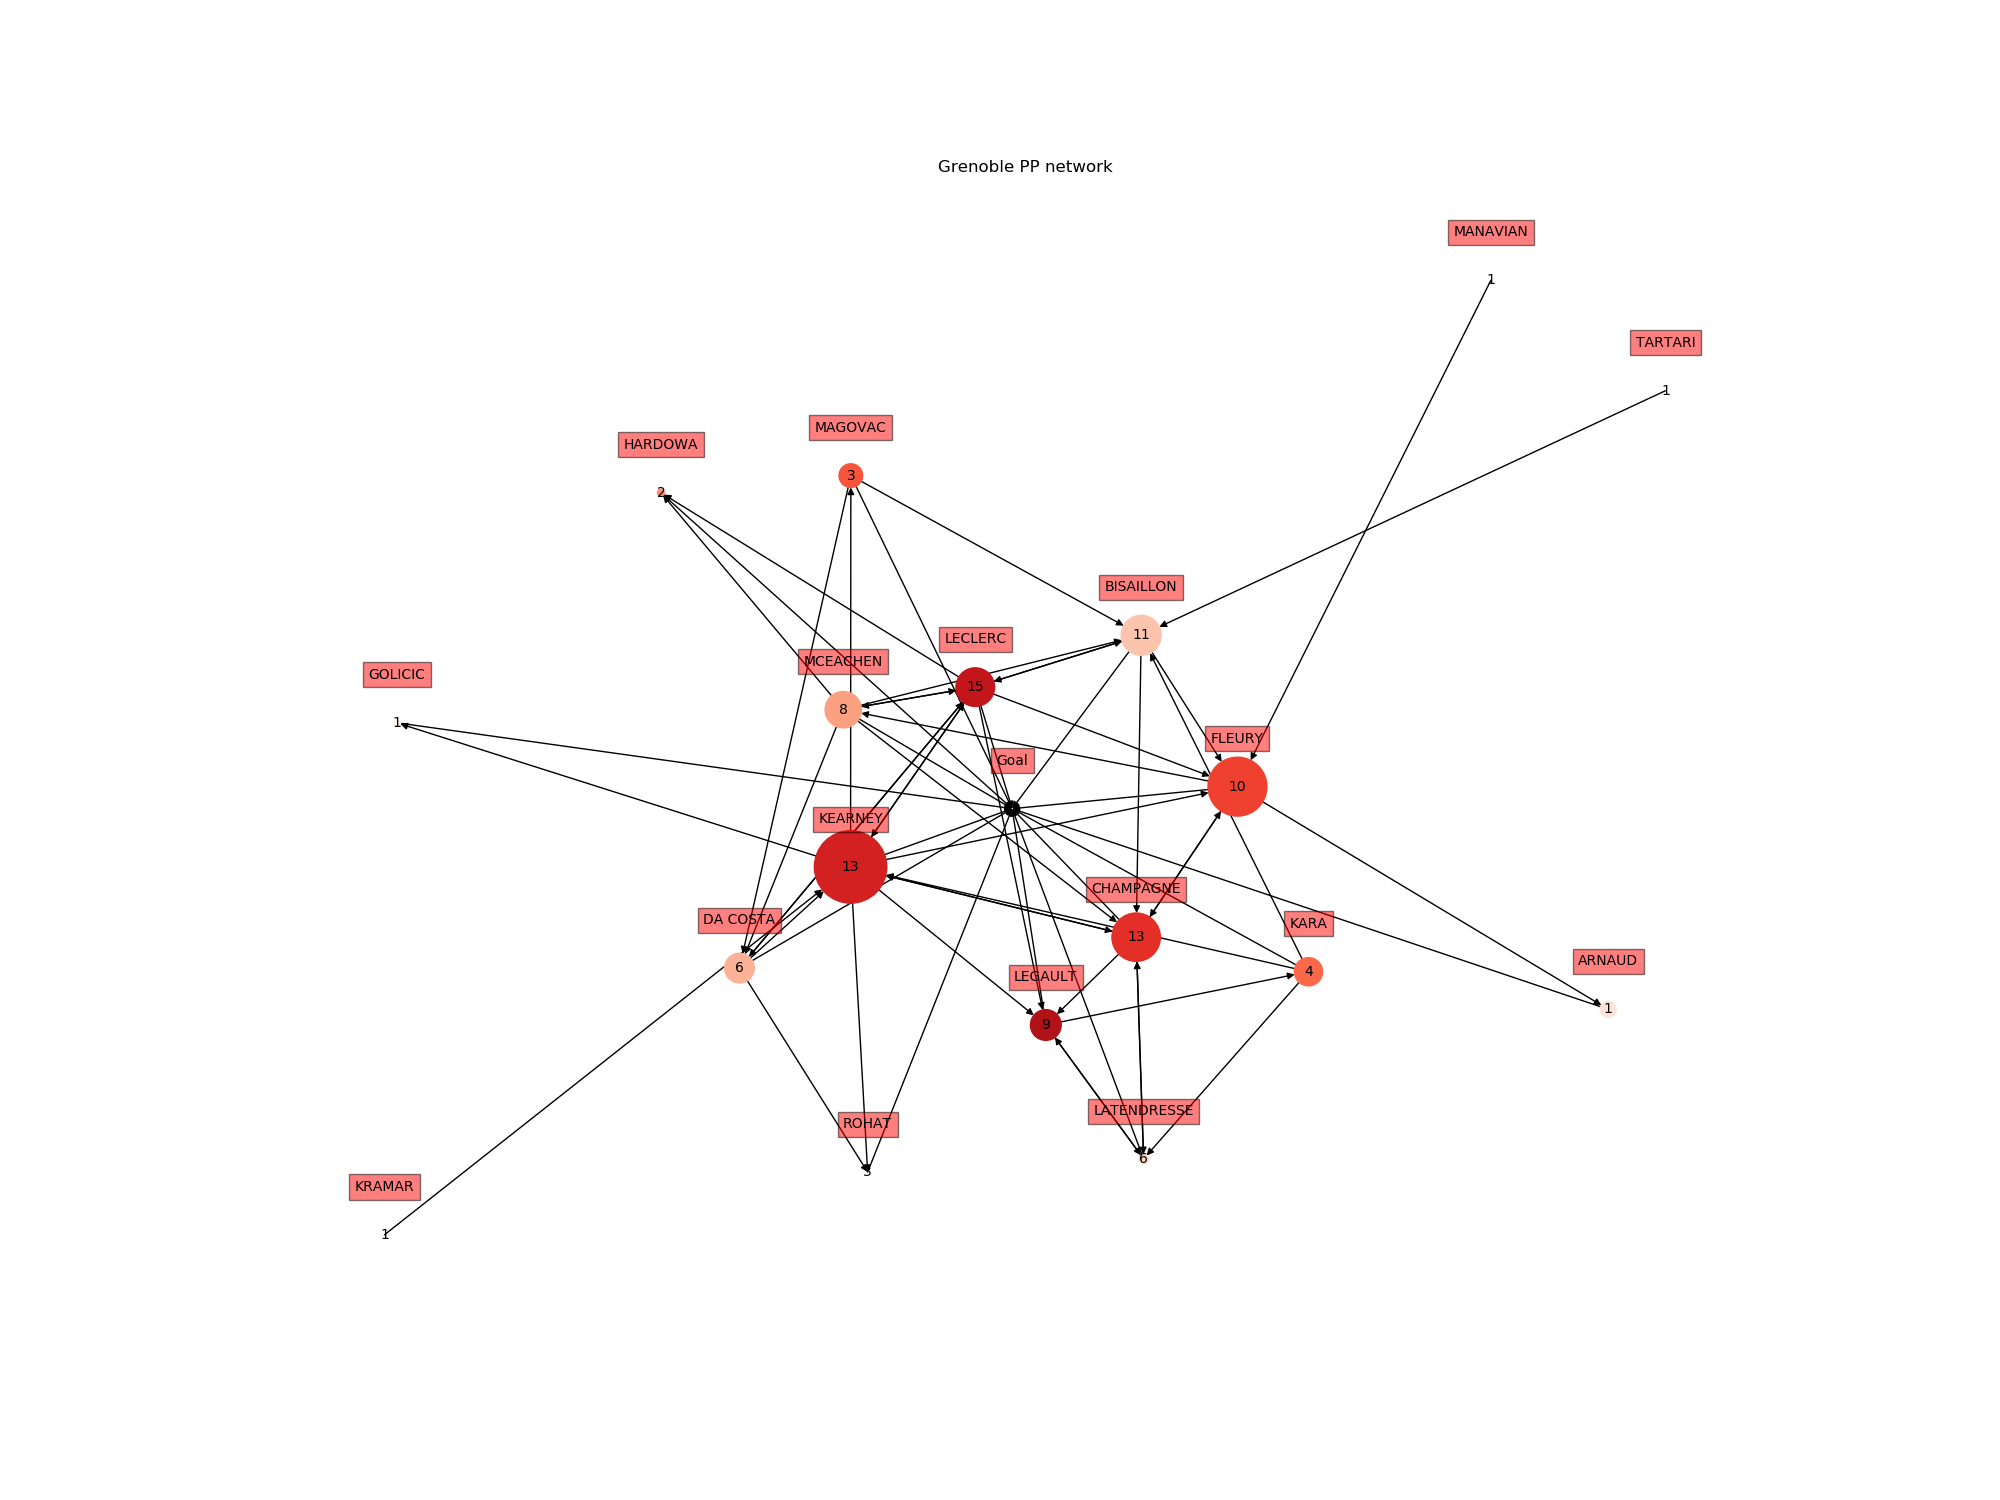 Grenoble PP network
MANAVIAN
1
TARTARI
1
MAGOVAC
3
HARDOWA
2
BISAILLON
11
LECLERC
15
MCEACHEN
8
GOLICIC
1
FLEURY
10
Goal
KEARNEY
13
CHAMPAGNE
13
DA COSTA
6
KARA
4
ARNAUD
1
LEGAULT
9
LATENDRESSE
6
ROHAT
3
KRAMAR
1